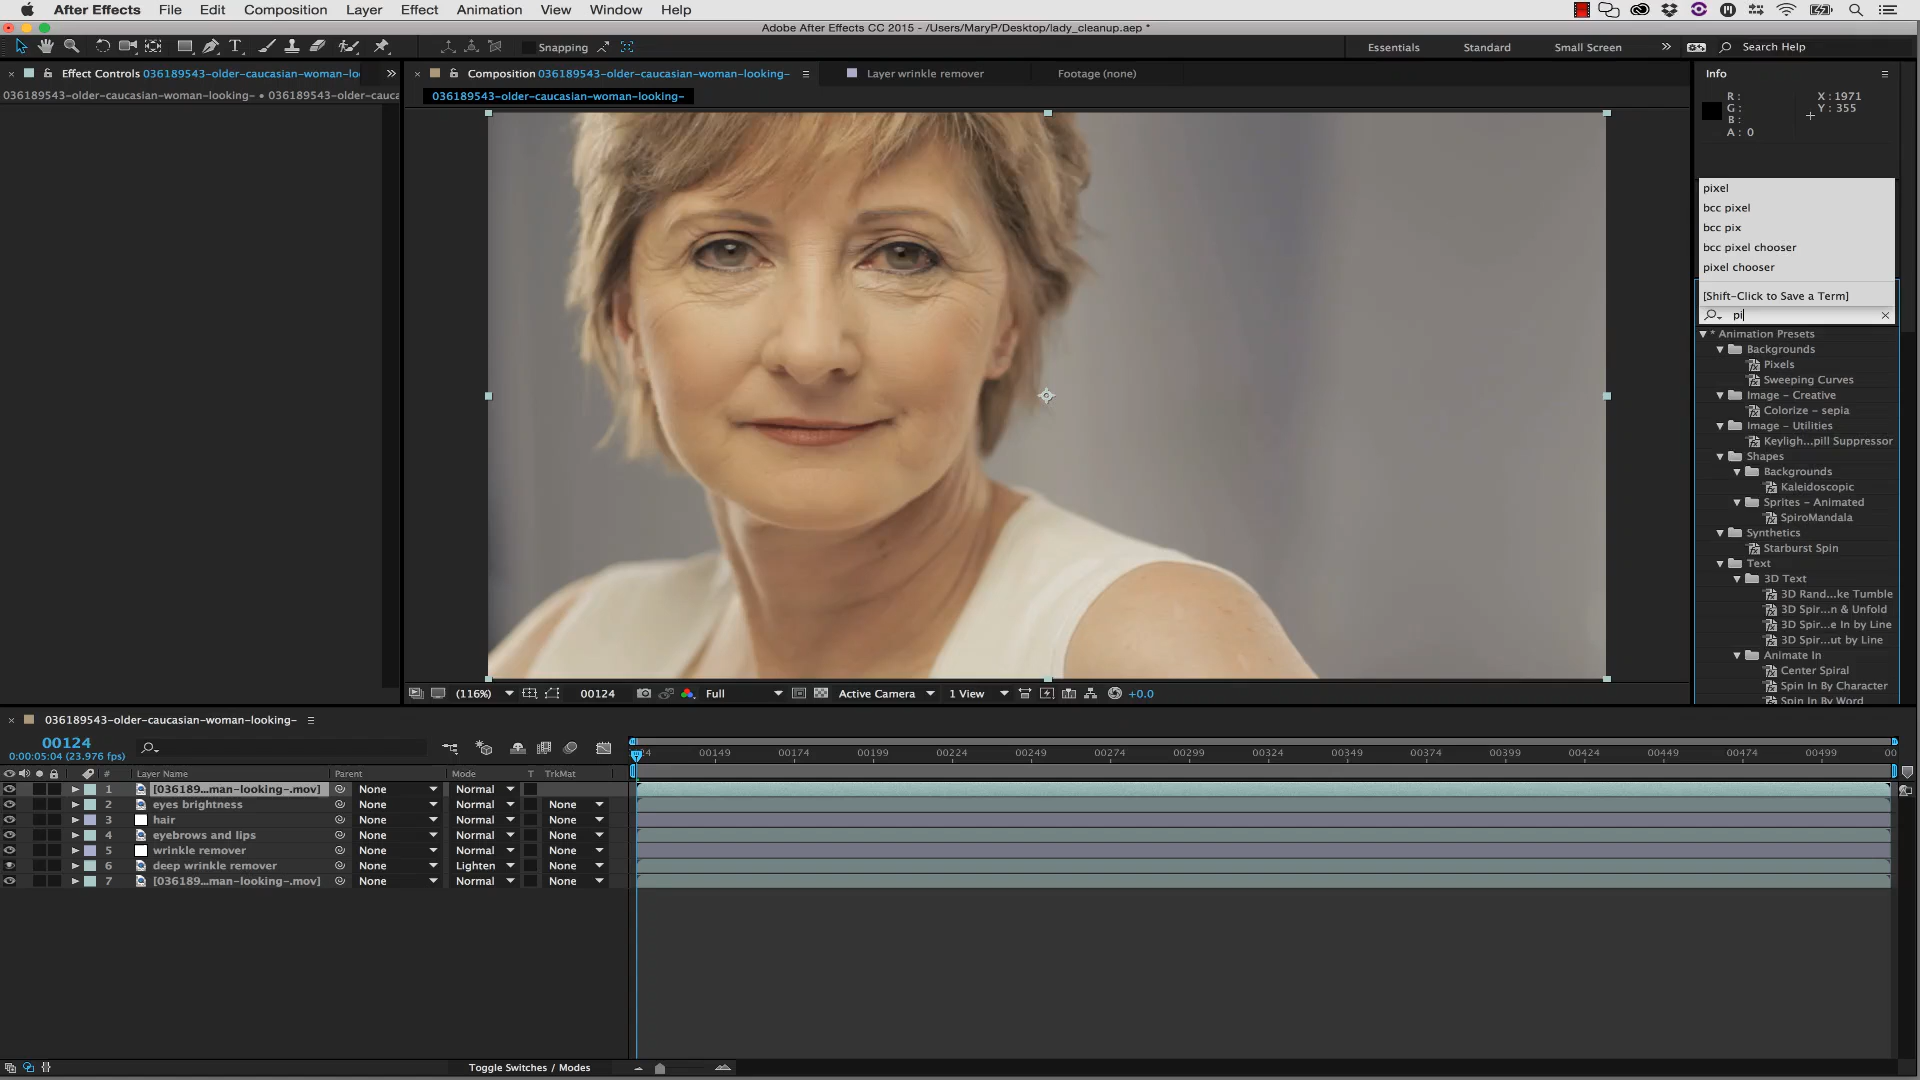 After Effects File Edit Composition Layer Effect Animation View Window Help
Adobe After Effects CC 2015 - /Users/MaryP/Desktop/lady_cleanup.aep *
Snapping
Essentials Standard Small Screen » Search Help
Effect Controls 036189543-older-caucasian-woman-lo
036189543-older-caucasian-woman-looking- • 036189543-older-cauca
Composition 036189543-older-caucasian-woman-looking-
Layer wrinkle remover
Footage (none)
036189543-older-caucasian-woman-looking-
Info
R :
G :
B :
A : 0
X : 1971
Y : 355
pixel
bcc pixel
bcc pix
bcc pixel chooser
pixel chooser
[Shift-Click to Save a Term]
pi
* Animation Presets
Backgrounds
Pixels
Sweeping Curves
Image - Creative
Colorize - sepia
Image - Utilities
Keyligh...pill Suppressor
Shapes
Backgrounds
Kaleidoscopic
Sprites - Animated
SpiroMandala
Synthetics
Starburst Spin
Text
3D Text
3D Rand...ke Tumble
3D Spir...n & Unfold
3D Spir...e In by Line
3D Spir...ut by Line
Animate In
Center Spiral
Spin In By Character
Spin In By Word
(116%) 00124 Full Active Camera 1 View +0.0
036189543-older-caucasian-woman-looking-
00124
0:00:05:04 (23.976 fps)
24 00149 00174 00199 00224 00249 00274 00299 00324 00349 00374 00399 00424 00449 00474 00499 00
# Layer Name Parent Mode T TrkMat
1 [036189...man-looking-.mov] None Normal
2 eyes brightness None Normal None
3 hair None Normal None
4 eyebrows and lips None Normal None
5 wrinkle remover None Normal None
6 deep wrinkle remover None Lighten None
7 [036189...man-looking-.mov] None Normal None
Toggle Switches / Modes